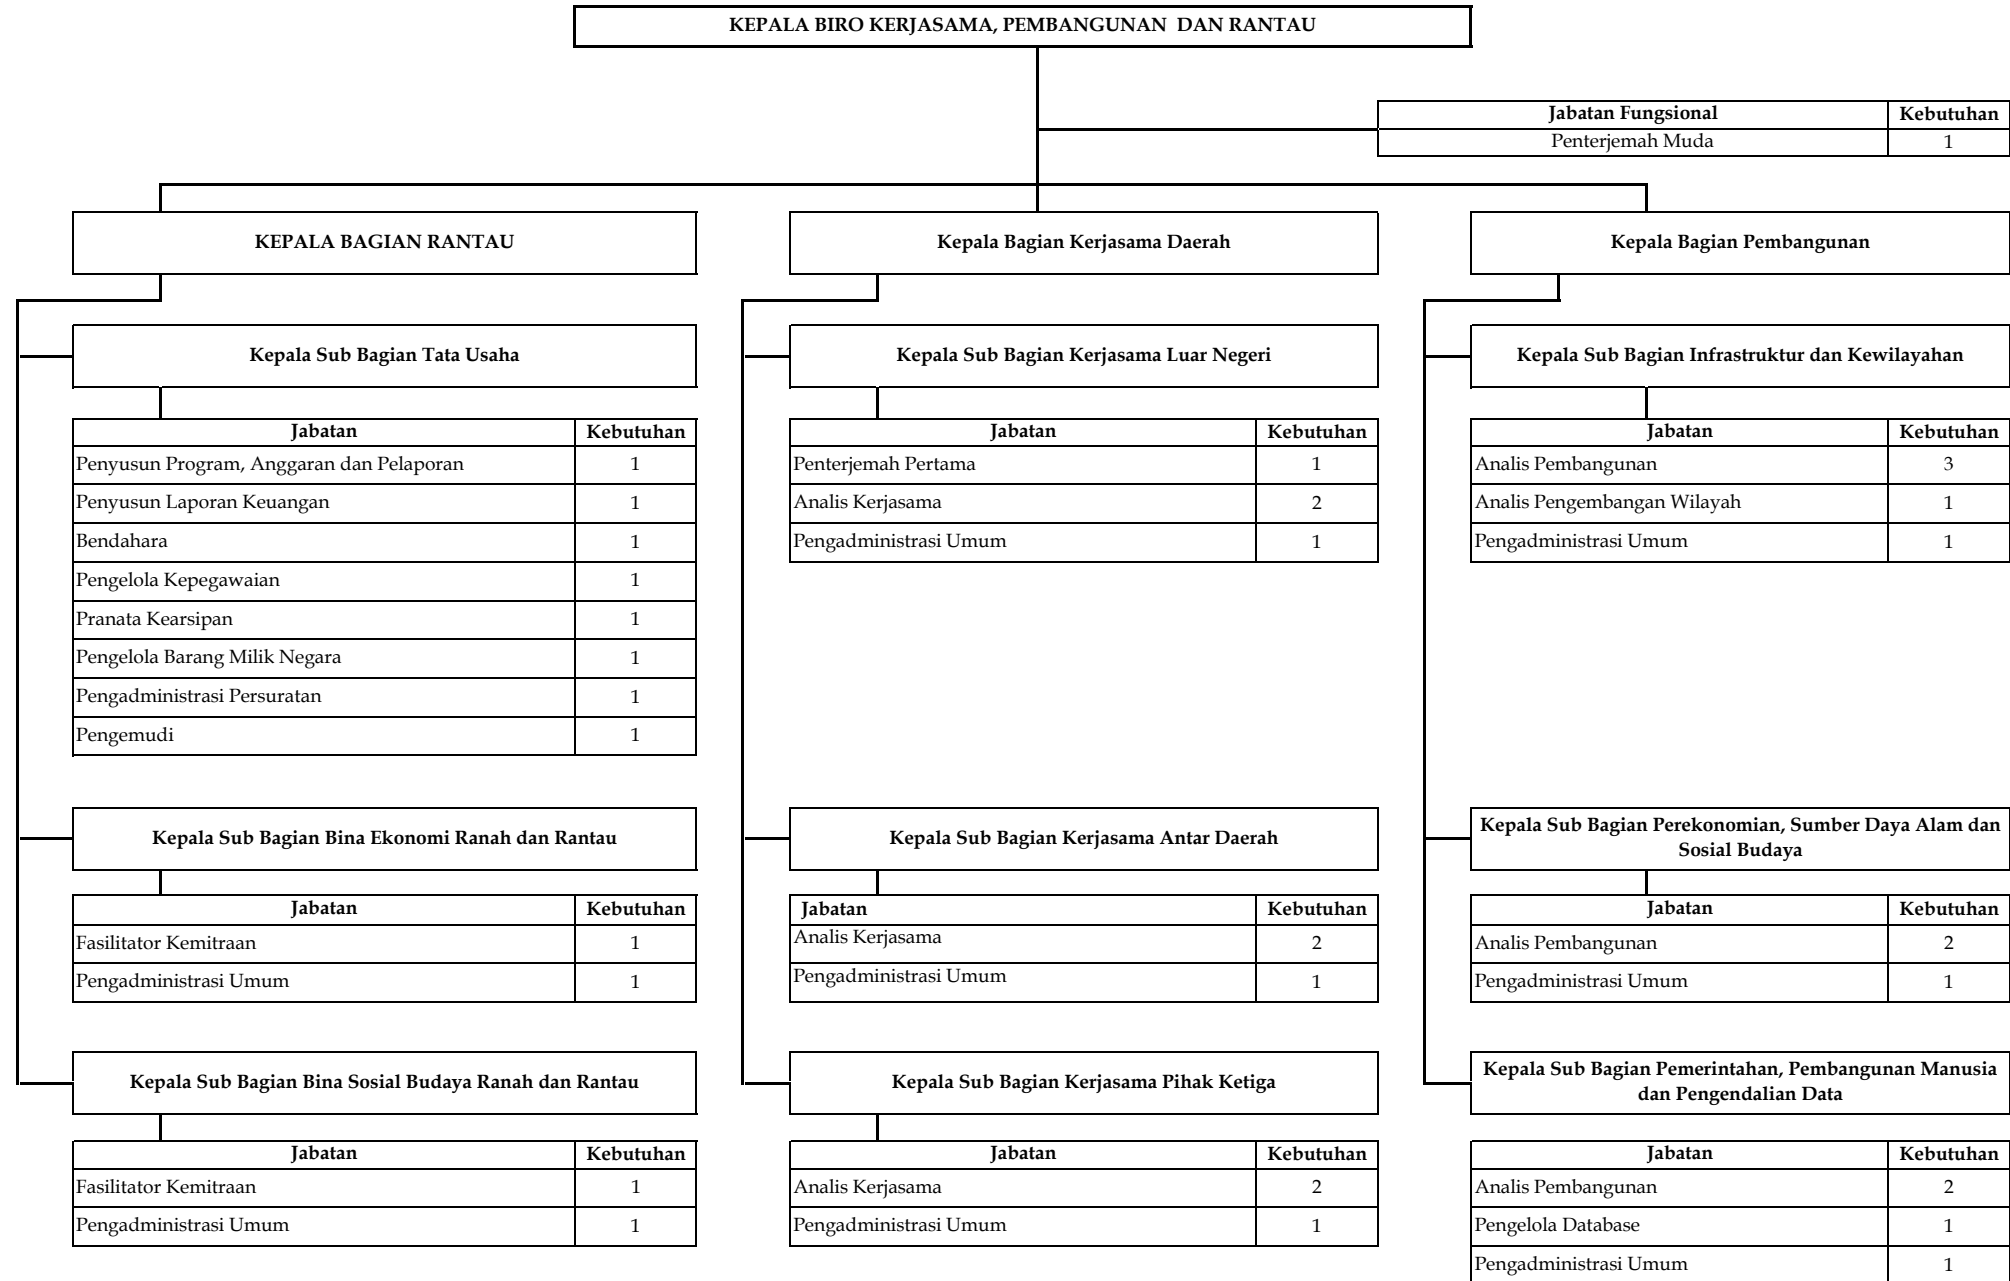 KEPALA BIRO KERJASAMA, PEMBANGUNAN DAN RANTAU
Jabatan Fungsional Kebutuhan
Penterjemah Muda 1
KEPALA BAGIAN RANTAU
Kepala Sub Bagian Tata Usaha
Jabatan Kebutuhan
Penyusun Program, Anggaran dan Pelaporan 1
Penyusun Laporan Keuangan 1
Bendahara 1
Pengelola Kepegawaian 1
Pranata Kearsipan 1
Pengelola Barang Milik Negara 1
Pengadministrasi Persuratan 1
Pengemudi 1
Kepala Sub Bagian Bina Ekonomi Ranah dan Rantau
Jabatan Kebutuhan
Fasilitator Kemitraan 1
Pengadministrasi Umum 1
Kepala Sub Bagian Bina Sosial Budaya Ranah dan Rantau
Jabatan Kebutuhan
Fasilitator Kemitraan 1
Pengadministrasi Umum 1
Kepala Bagian Kerjasama Daerah
Kepala Sub Bagian Kerjasama Luar Negeri
Jabatan Kebutuhan
Penterjemah Pertama 1
Analis Kerjasama 2
Pengadministrasi Umum 1
Kepala Sub Bagian Kerjasama Antar Daerah
Jabatan Kebutuhan
Analis Kerjasama 2
Pengadministrasi Umum 1
Kepala Sub Bagian Kerjasama Pihak Ketiga
Jabatan Kebutuhan
Analis Kerjasama 2
Pengadministrasi Umum 1
Kepala Bagian Pembangunan
Kepala Sub Bagian Infrastruktur dan Kewilayahan
Jabatan Kebutuhan
Analis Pembangunan 3
Analis Pengembangan Wilayah 1
Pengadministrasi Umum 1
Kepala Sub Bagian Perekonomian, Sumber Daya Alam dan
Sosial Budaya
Jabatan Kebutuhan
Analis Pembangunan 2
Pengadministrasi Umum 1
Kepala Sub Bagian Pemerintahan, Pembangunan Manusia
dan Pengendalian Data
Jabatan Kebutuhan
Analis Pembangunan 2
Pengelola Database 1
Pengadministrasi Umum 1